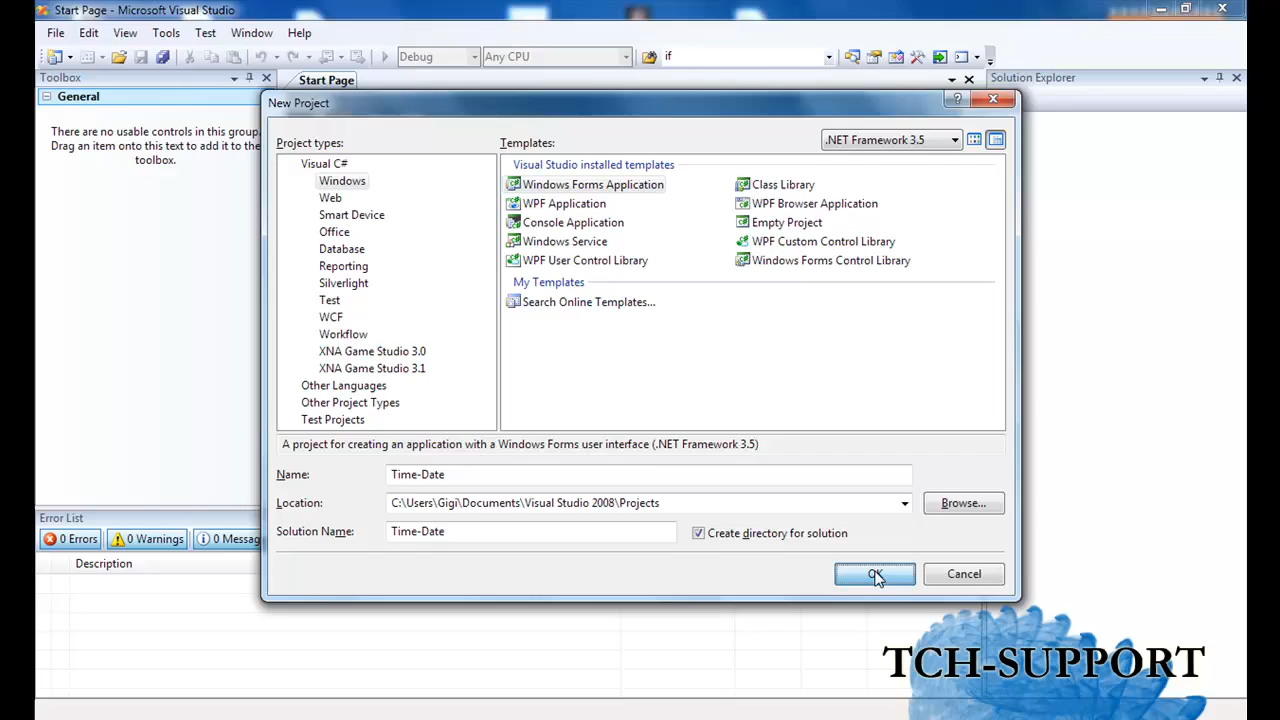 Start Page - Microsoft Visual Studio
File Edit View Tools Test Window Help
Debug Any CPU if
Toolbox
Start Page
Solution Explorer
General
There are no usable controls in this group.
Drag an item onto this text to add it to the
toolbox.
New Project
Project types:
Templates:
.NET Framework 3.5
Visual C#
Windows
Web
Smart Device
Office
Database
Reporting
Silverlight
Test
WCF
Workflow
XNA Game Studio 3.0
XNA Game Studio 3.1
Other Languages
Other Project Types
Test Projects
Visual Studio installed templates
Windows Forms Application Class Library
WPF Application WPF Browser Application
Console Application Empty Project
Windows Service WPF Custom Control Library
WPF User Control Library Windows Forms Control Library
My Templates
Search Online Templates...
A project for creating an application with a Windows Forms user interface (.NET Framework 3.5)
Name: Time-Date
Location: C:\Users\Gigi\Documents\Visual Studio 2008\Projects Browse...
Solution Name: Time-Date Create directory for solution
OK Cancel
Error List
0 Errors 0 Warnings 0 Messag
Description
TCH-SUPPORT